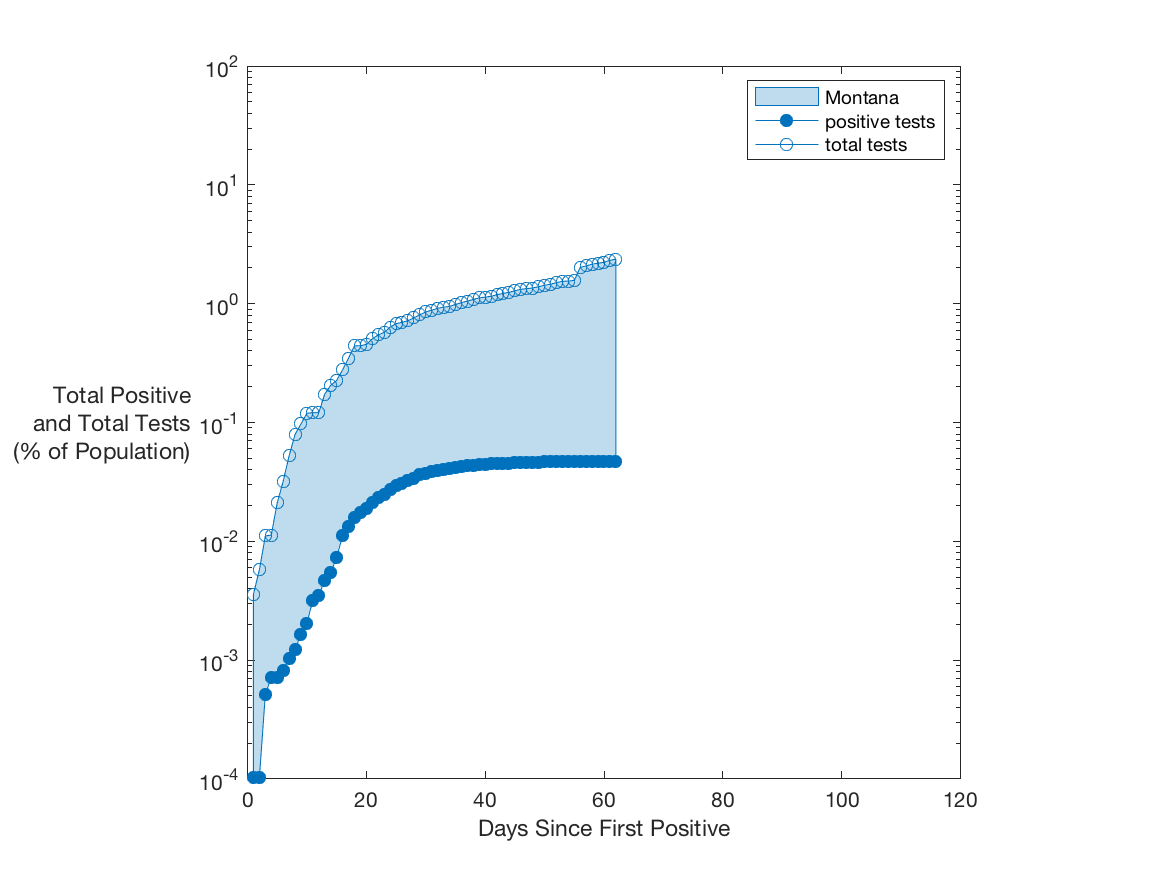 10^2
10^1
10^0
10^-1
10^-2
10^-3
10^-4
Total Positive
and Total Tests
(% of Population)
Montana
positive tests
total tests
0 20 40 60 80 100 120
Days Since First Positive